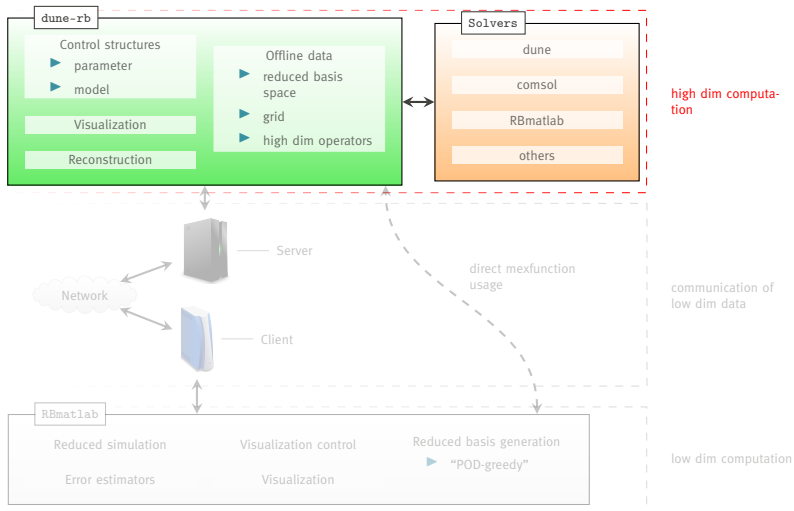 dune-rb
Control structures
parameter
model
Visualization
Reconstruction
Offline data
reduced basis
space
grid
high dim operators
Solvers
dune
comsol
RBmatlab
others
high dim computa-
tion
Server
Network
Client
direct mexfunction
usage
communication of
low dim data
RBmatlab
Reduced simulation
Visualization control
Reduced basis generation
"POD-greedy"
Error estimators
Visualization
low dim computation